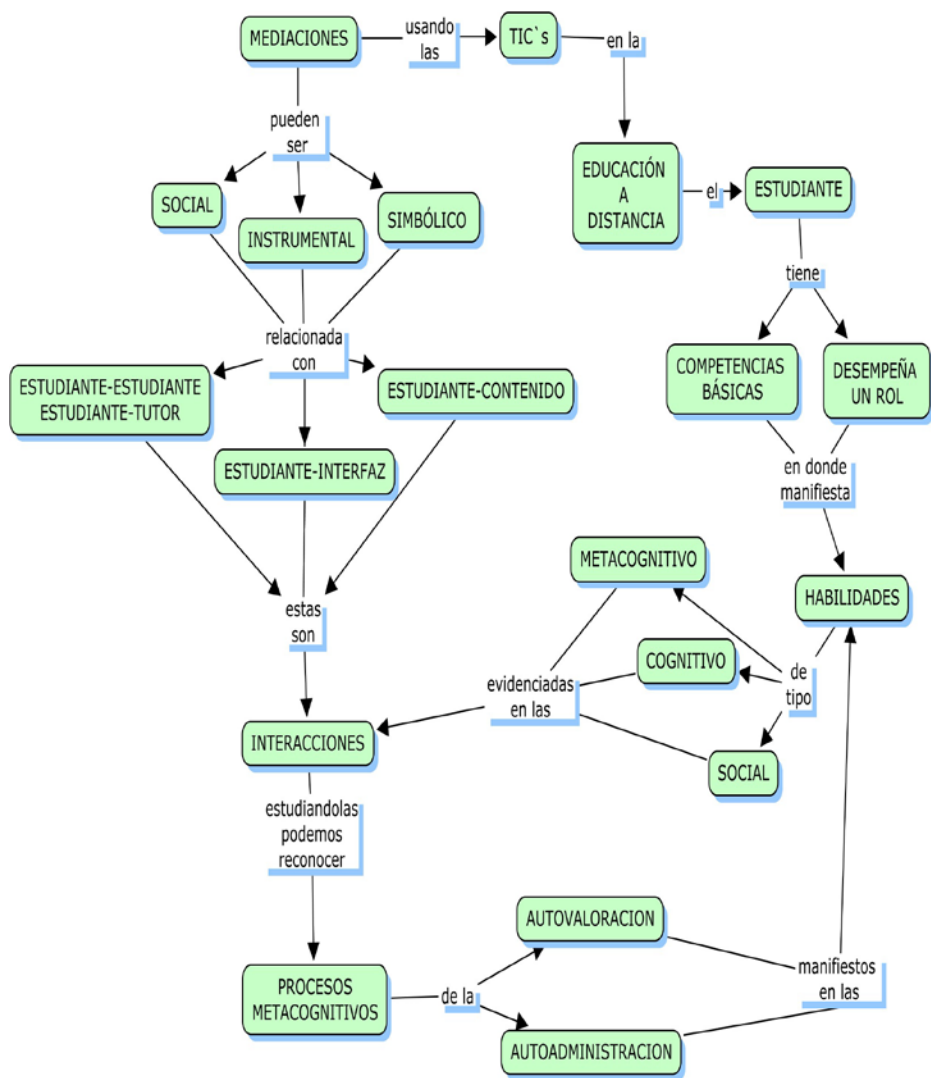 MEDIACIONES
usando
las
TIC`s
en la
pueden
ser
EDUCACIÓN
A
DISTANCIA
el
ESTUDIANTE
SOCIAL
INSTRUMENTAL
SIMBÓLICO
tiene
relacionada
con
COMPETENCIAS
BÁSICAS
DESEMPEÑA
UN ROL
ESTUDIANTE-ESTUDIANTE
ESTUDIANTE-TUTOR
ESTUDIANTE-CONTENIDO
ESTUDIANTE-INTERFAZ
en donde
manifiesta
METACOGNITIVO
HABILIDADES
estas
son
COGNITIVO
de
tipo
evidenciadas
en las
INTERACCIONES
SOCIAL
estudiandolas
podemos
reconocer
AUTOVALORACION
PROCESOS
METACOGNITIVOS
de la
manifiestos
en las
AUTOADMINISTRACION